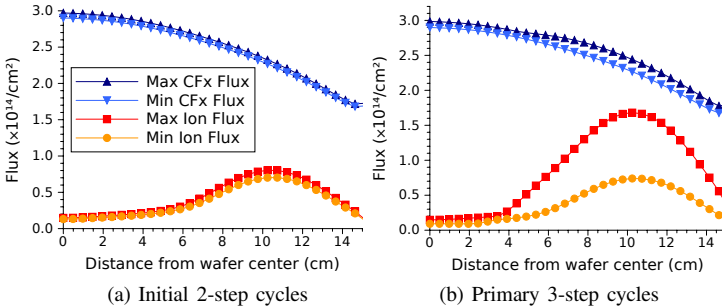 3.0
2.5
2.0
1.5
1.0
0.5
0.0
Flux (×10¹⁴/cm²)
Max CFx Flux
Min CFx Flux
Max Ion Flux
Min Ion Flux
0 2 4 6 8 10 12 14
Distance from wafer center (cm)
(a) Initial 2-step cycles
3.0
2.5
2.0
1.5
1.0
0.5
0.0
Flux (×10¹⁴/cm²)
0 2 4 6 8 10 12 14
Distance from wafer center (cm)
(b) Primary 3-step cycles